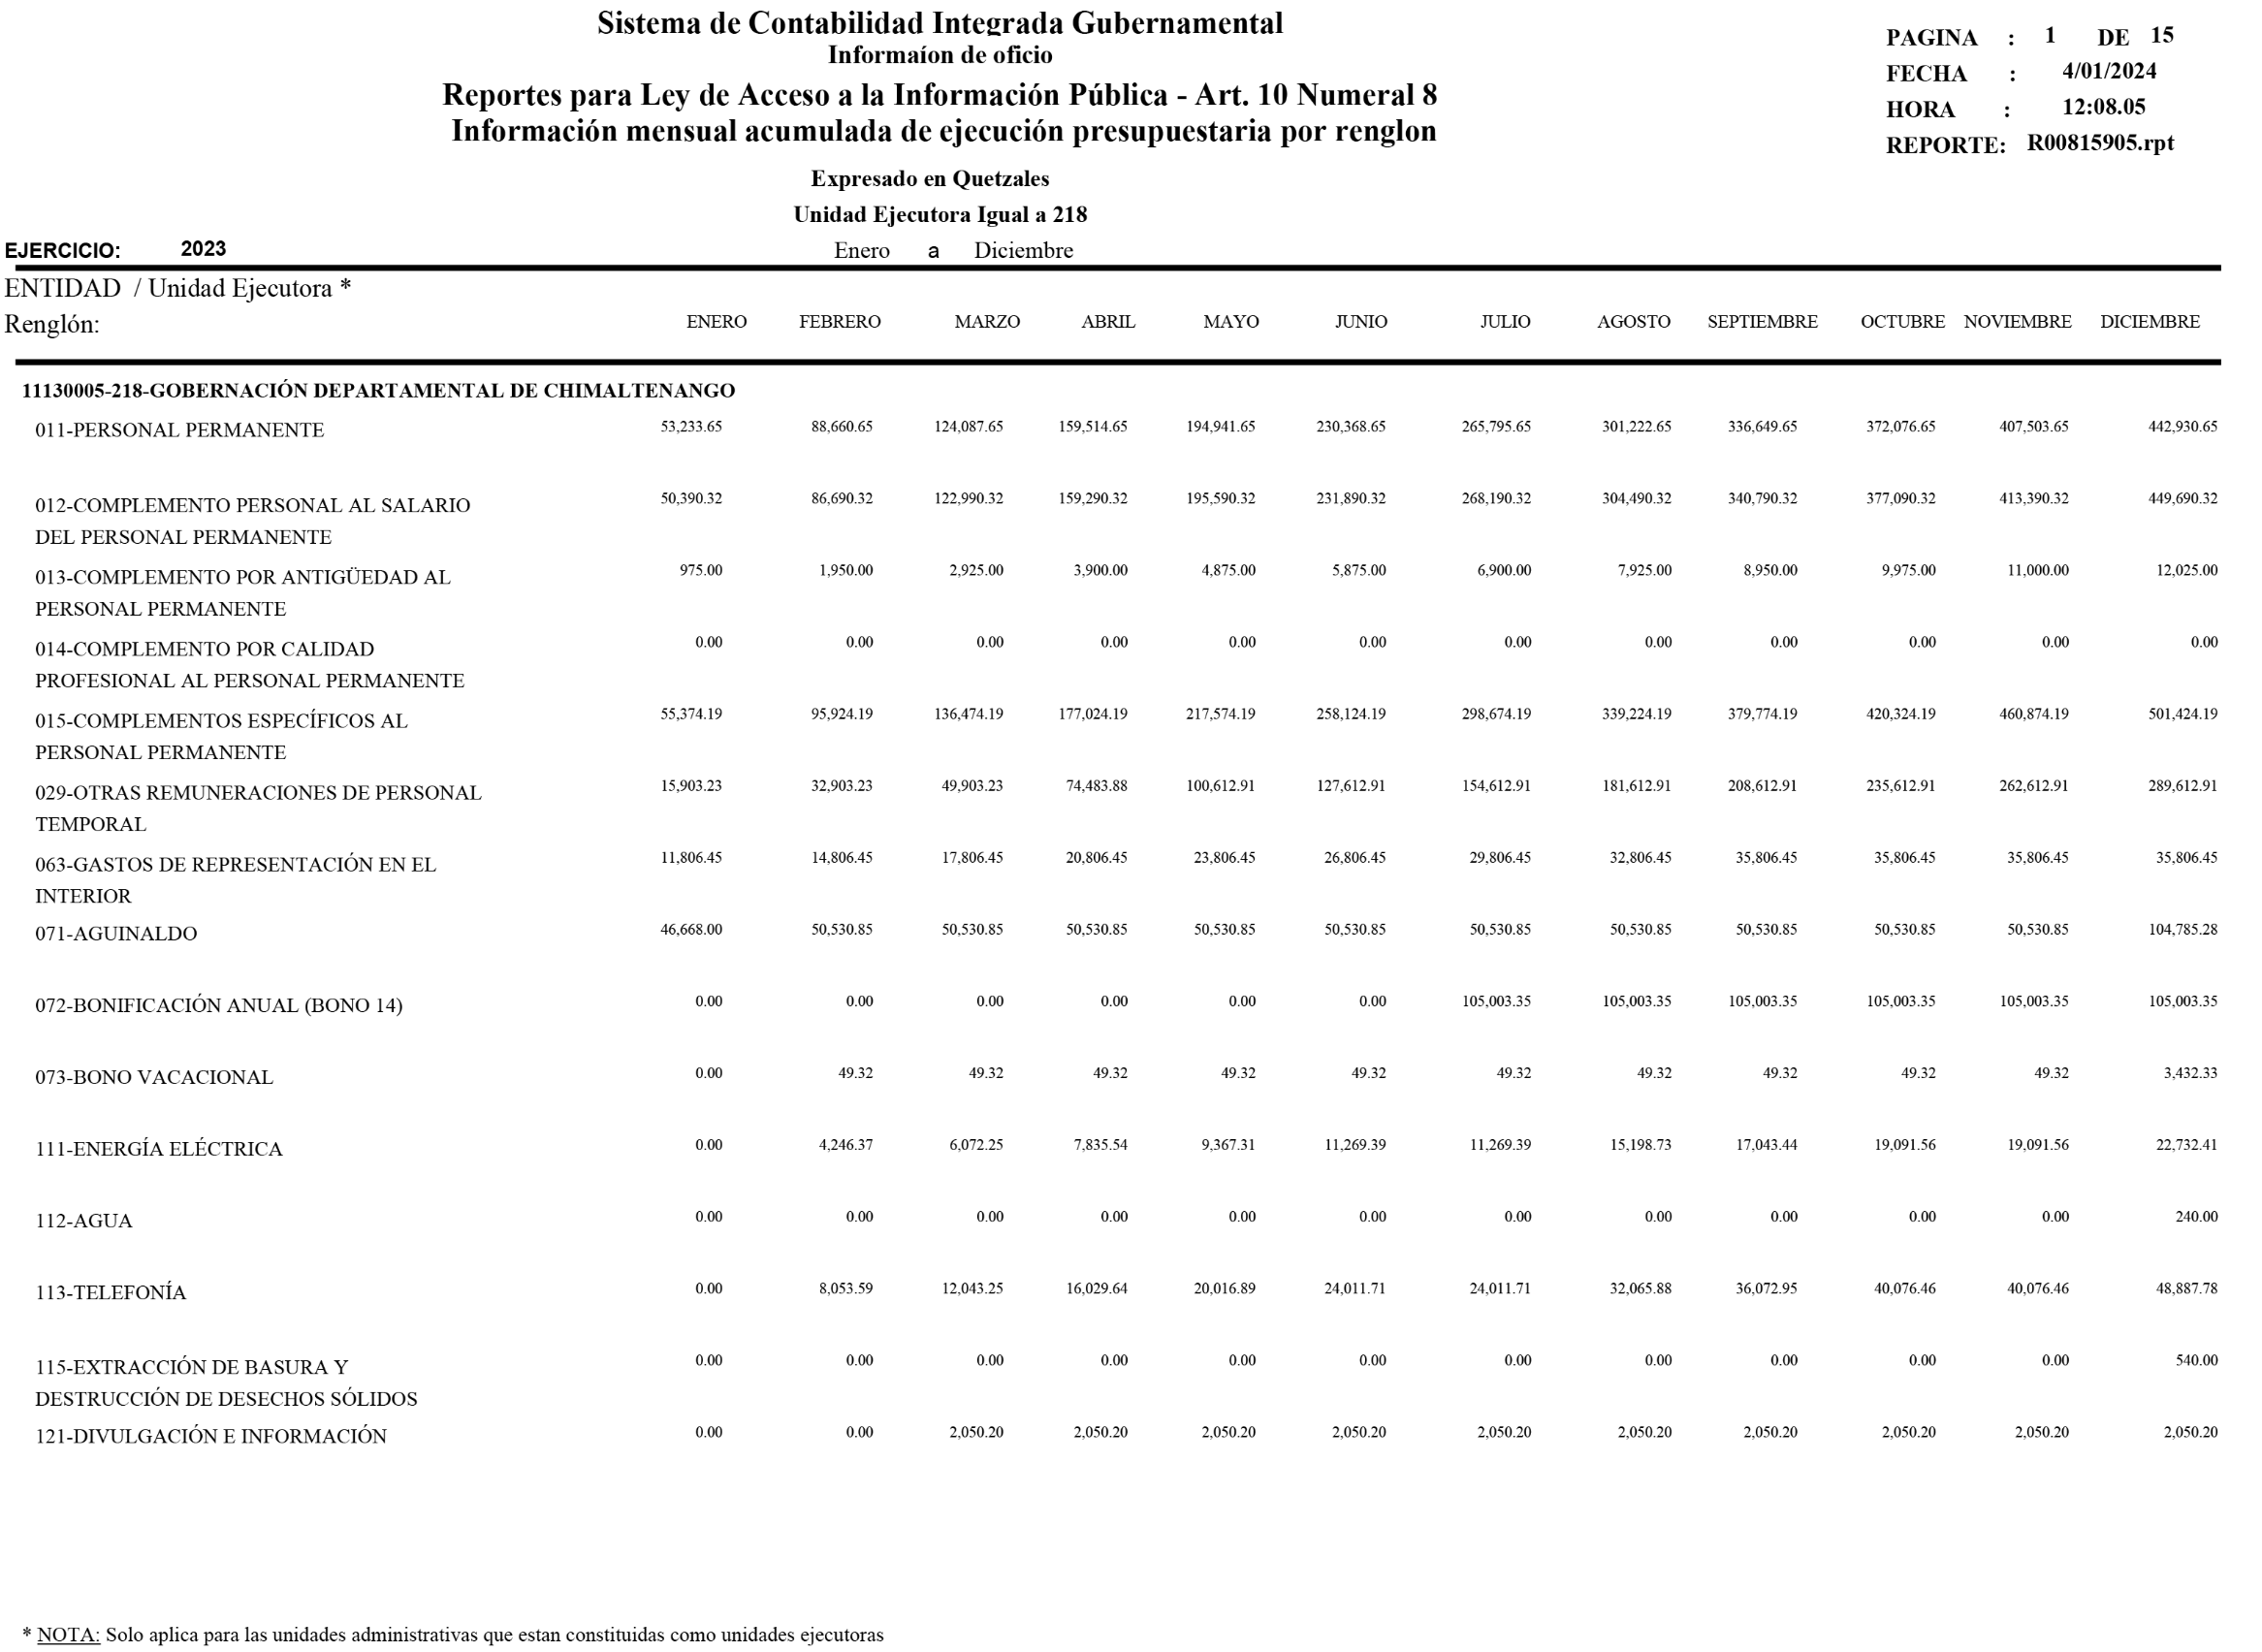 Sistema de Contabilidad Integrada Gubernamental
Informaíon de oficio
Reportes para Ley de Acceso a la Información Pública - Art. 10 Numeral 8
Información mensual acumulada de ejecución presupuestaria por renglon
Expresado en Quetzales
Unidad Ejecutora Igual a 218
PAGINA : 1 DE 15
FECHA : 4/01/2024
HORA : 12:08.05
REPORTE: R00815905.rpt
EJERCICIO: 2023 Enero a Diciembre
ENTIDAD / Unidad Ejecutora *
Renglón: ENERO FEBRERO MARZO ABRIL MAYO JUNIO JULIO AGOSTO SEPTIEMBRE OCTUBRE NOVIEMBRE DICIEMBRE
11130005-218-GOBERNACIÓN DEPARTAMENTAL DE CHIMALTENANGO
011-PERSONAL PERMANENTE 53,233.65 88,660.65 124,087.65 159,514.65 194,941.65 230,368.65 265,795.65 301,222.65 336,649.65 372,076.65 407,503.65 442,930.65
012-COMPLEMENTO PERSONAL AL SALARIO 50,390.32 86,690.32 122,990.32 159,290.32 195,590.32 231,890.32 268,190.32 304,490.32 340,790.32 377,090.32 413,390.32 449,690.32
DEL PERSONAL PERMANENTE
013-COMPLEMENTO POR ANTIGÜEDAD AL 975.00 1,950.00 2,925.00 3,900.00 4,875.00 5,875.00 6,900.00 7,925.00 8,950.00 9,975.00 11,000.00 12,025.00
PERSONAL PERMANENTE
014-COMPLEMENTO POR CALIDAD 0.00 0.00 0.00 0.00 0.00 0.00 0.00 0.00 0.00 0.00 0.00 0.00
PROFESIONAL AL PERSONAL PERMANENTE
015-COMPLEMENTOS ESPECÍFICOS AL 55,374.19 95,924.19 136,474.19 177,024.19 217,574.19 258,124.19 298,674.19 339,224.19 379,774.19 420,324.19 460,874.19 501,424.19
PERSONAL PERMANENTE
029-OTRAS REMUNERACIONES DE PERSONAL 15,903.23 32,903.23 49,903.23 74,483.88 100,612.91 127,612.91 154,612.91 181,612.91 208,612.91 235,612.91 262,612.91 289,612.91
TEMPORAL
063-GASTOS DE REPRESENTACIÓN EN EL 11,806.45 14,806.45 17,806.45 20,806.45 23,806.45 26,806.45 29,806.45 32,806.45 35,806.45 35,806.45 35,806.45 35,806.45
INTERIOR
071-AGUINALDO 46,668.00 50,530.85 50,530.85 50,530.85 50,530.85 50,530.85 50,530.85 50,530.85 50,530.85 50,530.85 50,530.85 104,785.28
072-BONIFICACIÓN ANUAL (BONO 14) 0.00 0.00 0.00 0.00 0.00 0.00 105,003.35 105,003.35 105,003.35 105,003.35 105,003.35 105,003.35
073-BONO VACACIONAL 0.00 49.32 49.32 49.32 49.32 49.32 49.32 49.32 49.32 49.32 49.32 3,432.33
111-ENERGÍA ELÉCTRICA 0.00 4,246.37 6,072.25 7,835.54 9,367.31 11,269.39 11,269.39 15,198.73 17,043.44 19,091.56 19,091.56 22,732.41
112-AGUA 0.00 0.00 0.00 0.00 0.00 0.00 0.00 0.00 0.00 0.00 0.00 240.00
113-TELEFONÍA 0.00 8,053.59 12,043.25 16,029.64 20,016.89 24,011.71 24,011.71 32,065.88 36,072.95 40,076.46 40,076.46 48,887.78
115-EXTRACCIÓN DE BASURA Y 0.00 0.00 0.00 0.00 0.00 0.00 0.00 0.00 0.00 0.00 0.00 540.00
DESTRUCCIÓN DE DESECHOS SÓLIDOS
121-DIVULGACIÓN E INFORMACIÓN 0.00 0.00 2,050.20 2,050.20 2,050.20 2,050.20 2,050.20 2,050.20 2,050.20 2,050.20 2,050.20 2,050.20
* NOTA: Solo aplica para las unidades administrativas que estan constituidas como unidades ejecutoras